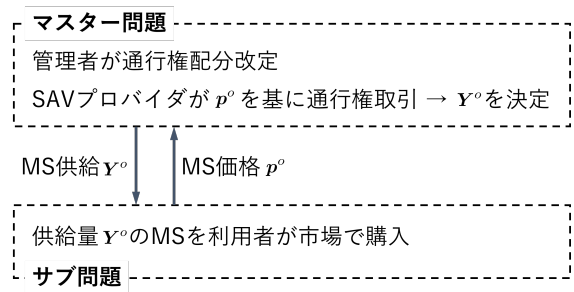 マスター問題
管理者が通行権配分改定
SAVプロバイダが p^o を基に通行権取引 → Y^o を決定
MS供給 Y^o
MS価格 p^o
供給量 Y^o のMSを利用者が市場で購入
サブ問題